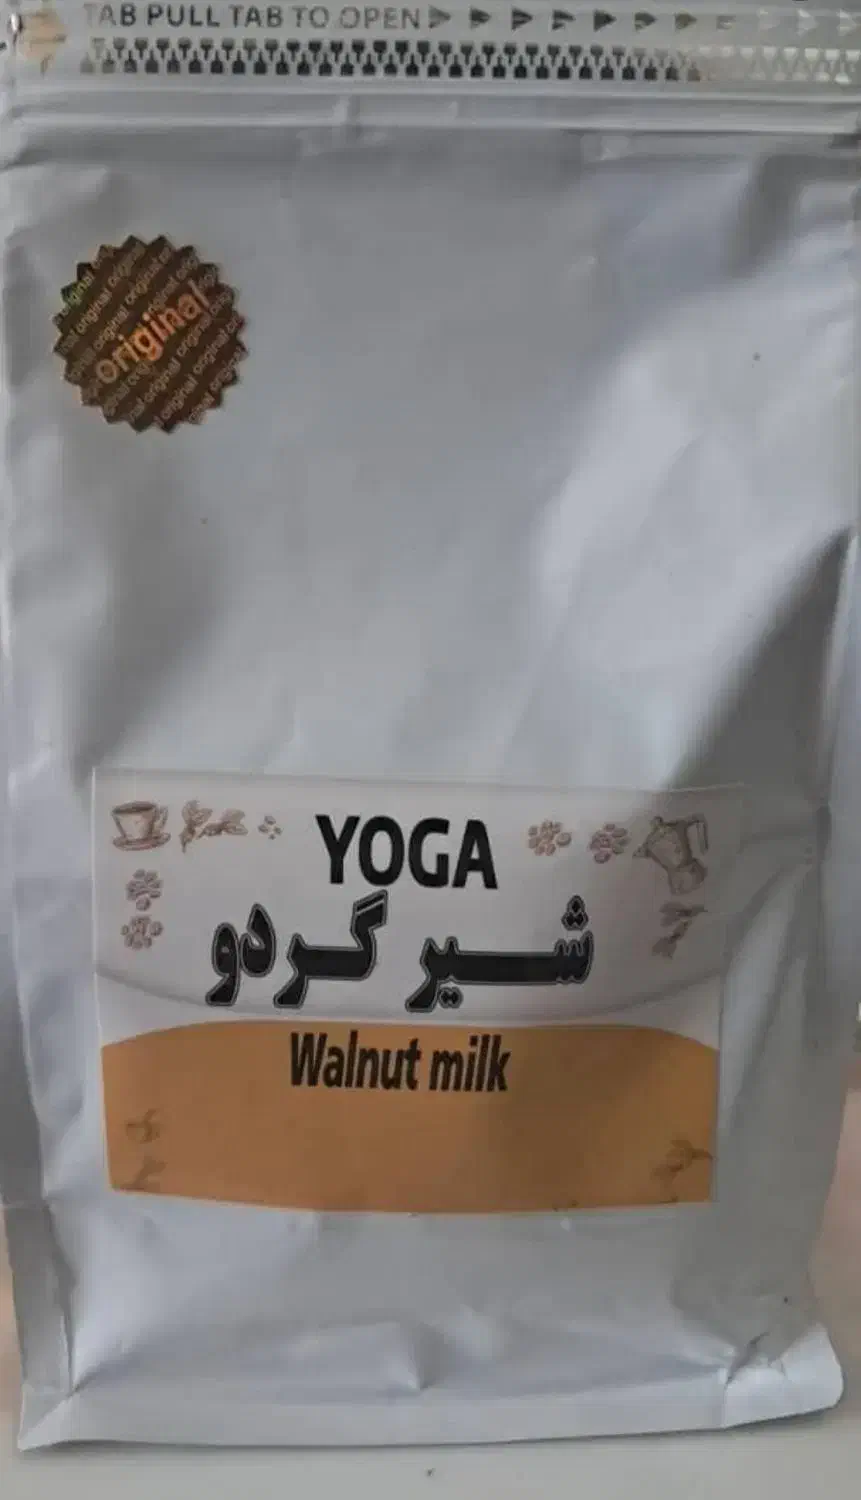 TAB PULL TAB TO OPEN
original
YOGA
شیر گردو
Walnut milk